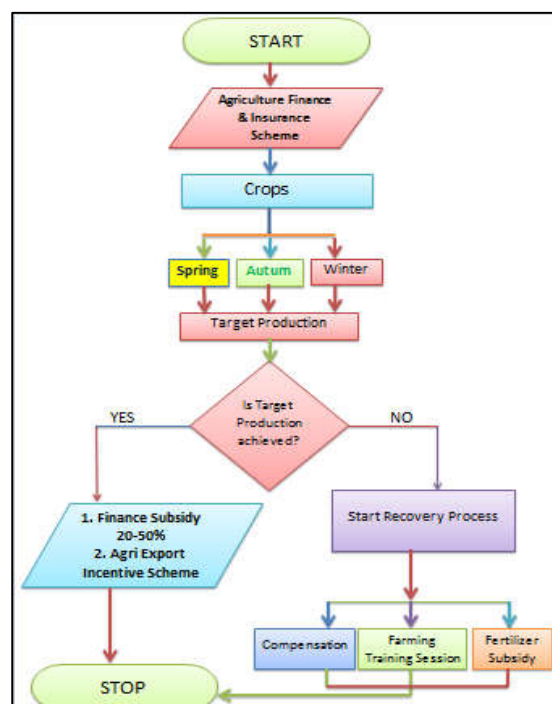 START
Agriculture Finance
& Insurance
Scheme
Crops
Spring
Autum
Winter
Target Production
Is Target
Production
achieved?
YES
NO
1. Finance Subsidy
20-50%
2. Agri Export
Incentive Scheme
Start Recovery Process
Compensation
Farming
Training Session
Fertilizer
Subsidy
STOP